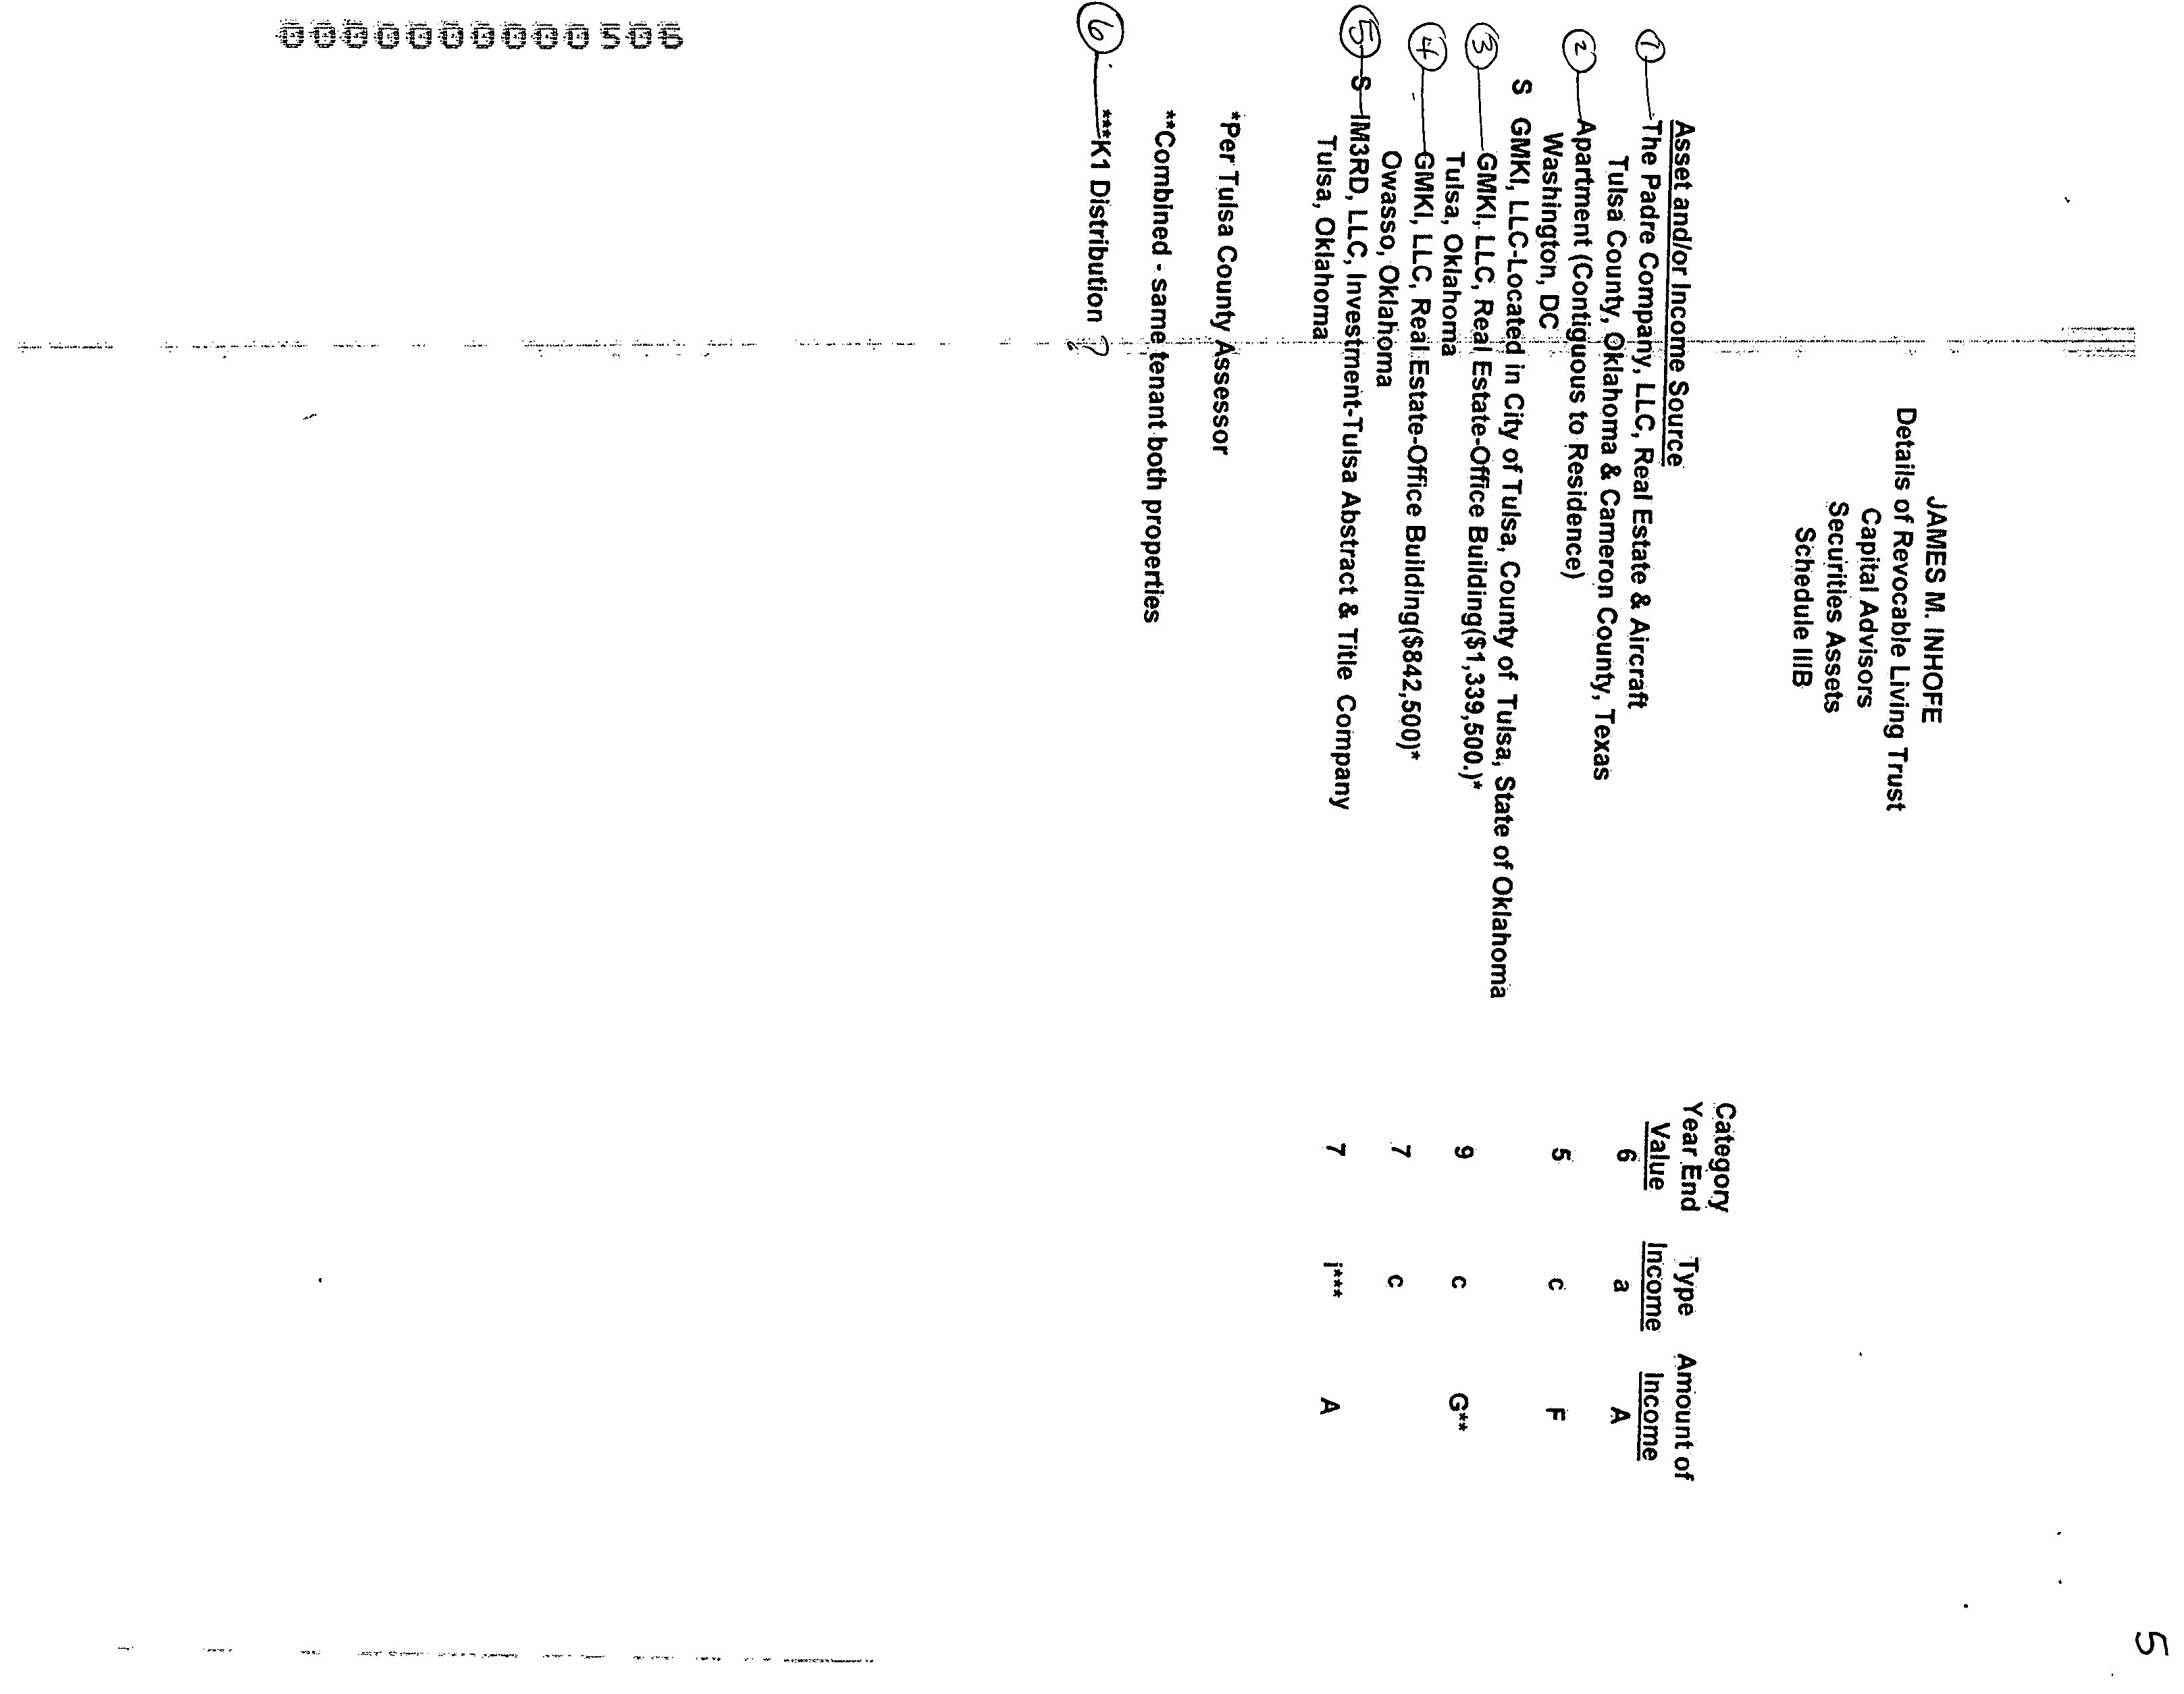 5
JAMES M. INHOFE
Details of Revocable Living Trust
Capital Advisors
Securities Assets
Schedule IIIB
Category
Year End Type Amount of
Asset and/or Income Source Value Income Income
① The Padre Company, LLC, Real Estate & Aircraft 6 a A
Tulsa County, Oklahoma & Cameron County, Texas
② Apartment (Contiguous to Residence) 5 c F
Washington, DC
S GMKI, LLC-Located in City of Tulsa, County of Tulsa, State of Oklahoma
③ GMKI, LLC, Real Estate-Office Building($1,339,500.)* 9 c G**
Tulsa, Oklahoma
④ GMKI, LLC, Real Estate-Office Building($842,500)* 7 c
Owasso, Oklahoma
⑤ S IM3RD, LLC, Investment-Tulsa Abstract & Title Company 7 j*** A
Tulsa, Oklahoma
*Per Tulsa County Assessor
**Combined - same tenant both properties
⑥ ***K1 Distribution ?
000000000506